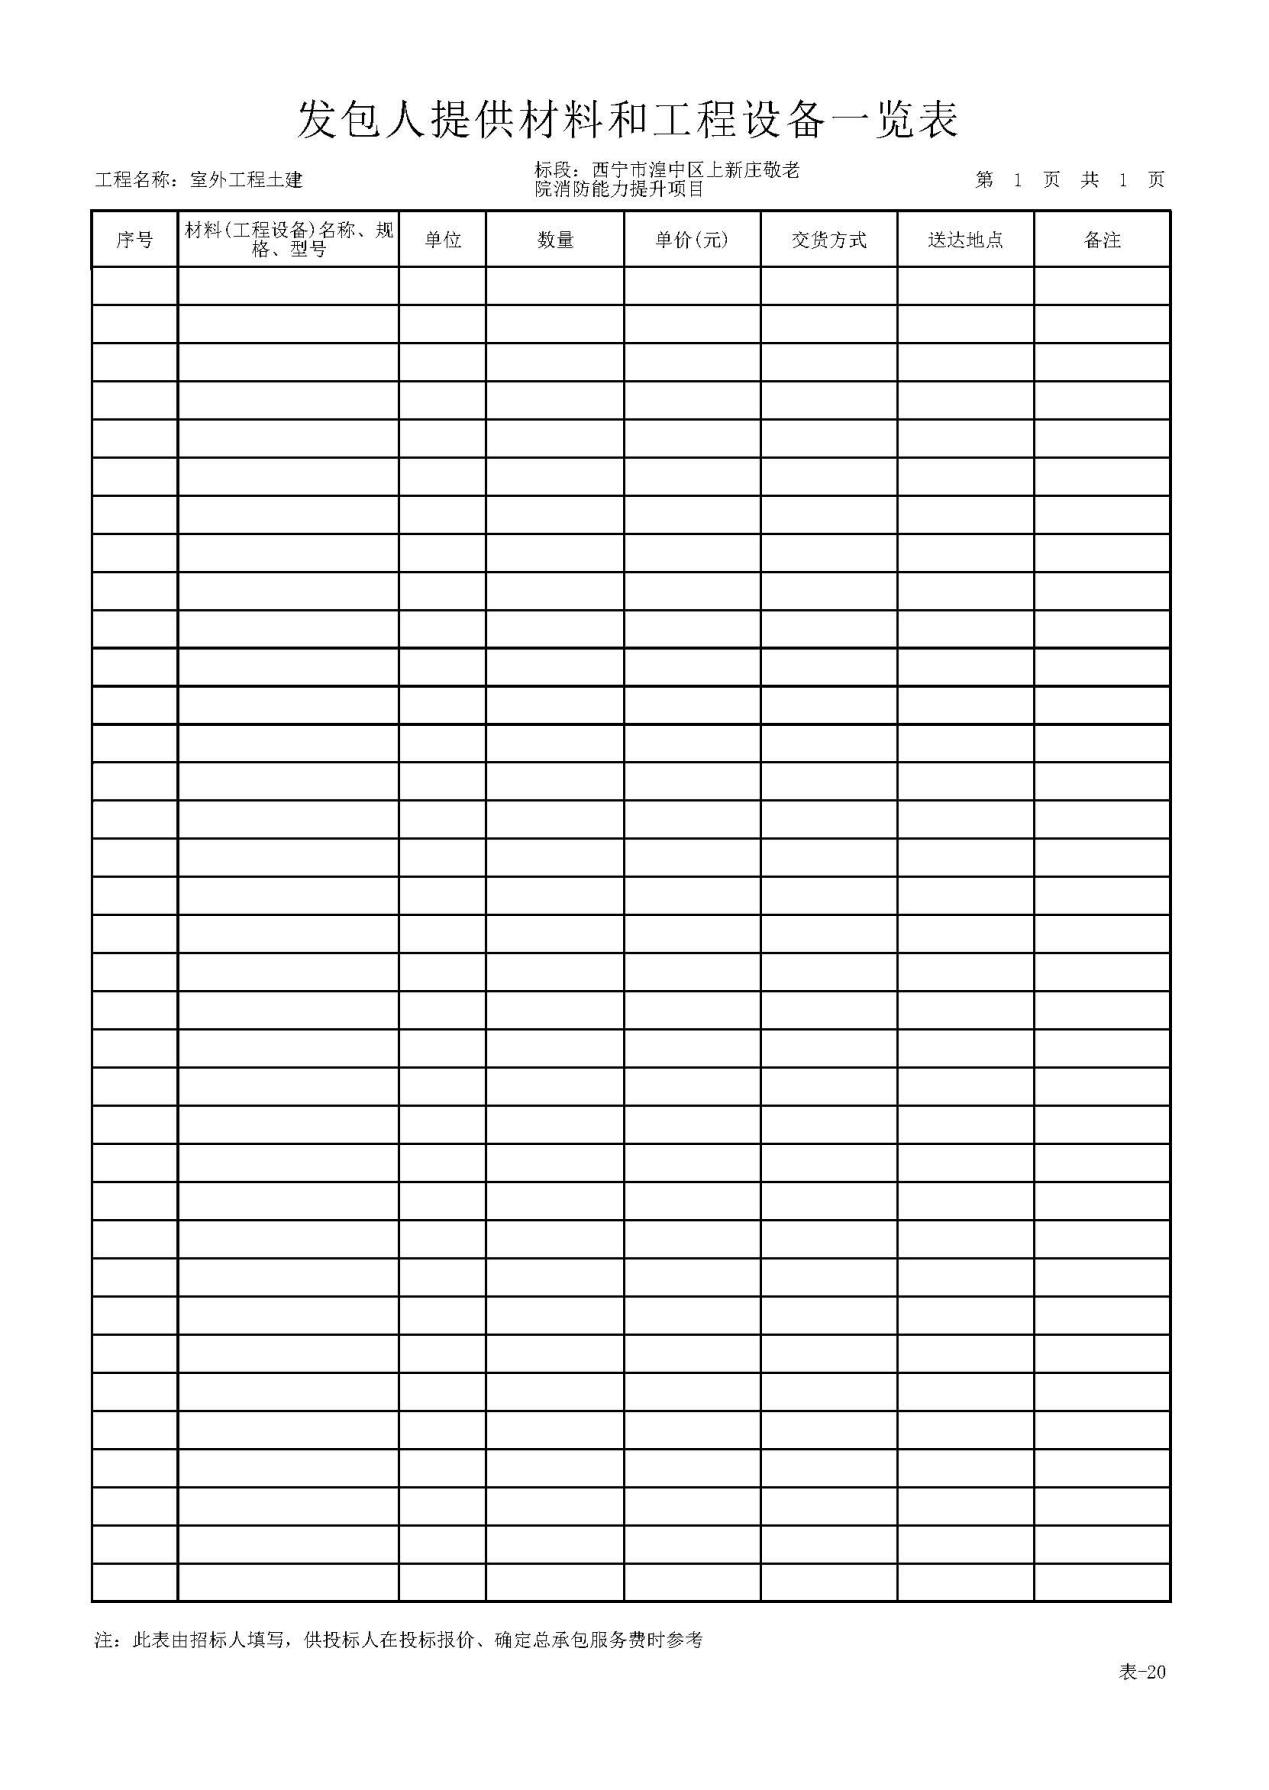 发包人提供材料和工程设备一览表
工程名称：室外工程土建
标段：西宁市湟中区上新庄敬老
院消防能力提升项目
第 1 页 共 1 页
序号
材料(工程设备)名称、规
格、型号
单位
数量
单价(元)
交货方式
送达地点
备注
注：此表由招标人填写，供投标人在投标报价、确定总承包服务费时参考
表-20